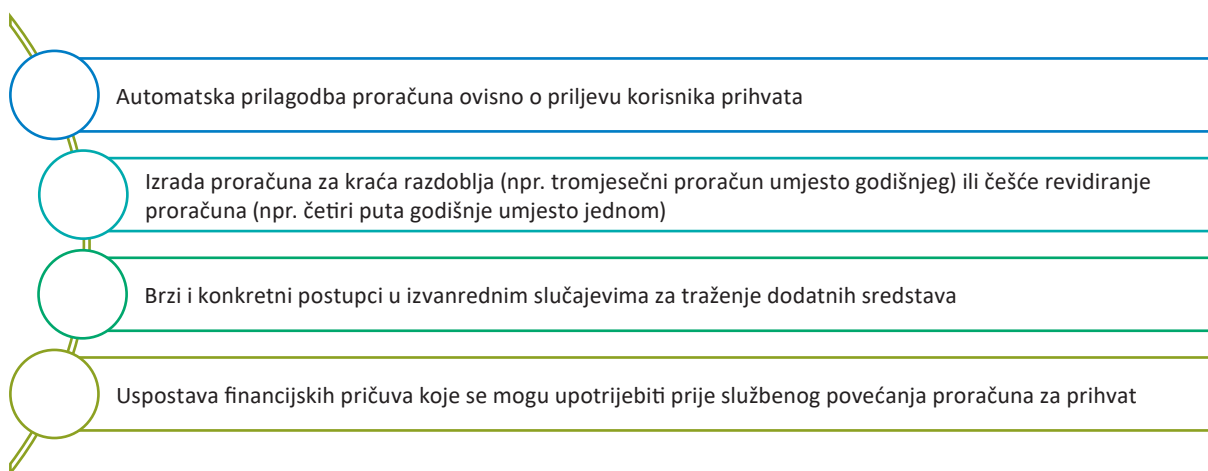 Automatska prilagodba proračuna ovisno o priljevu korisnika prihvata
Izrada proračuna za kraća razdoblja (npr. tromjesečni proračun umjesto godišnjeg) ili češće revidiranje
proračuna (npr. četiri puta godišnje umjesto jednom)
Brzi i konkretni postupci u izvanrednim slučajevima za traženje dodatnih sredstava
Uspostava financijskih pričuva koje se mogu upotrijebiti prije službenog povećanja proračuna za prihvat